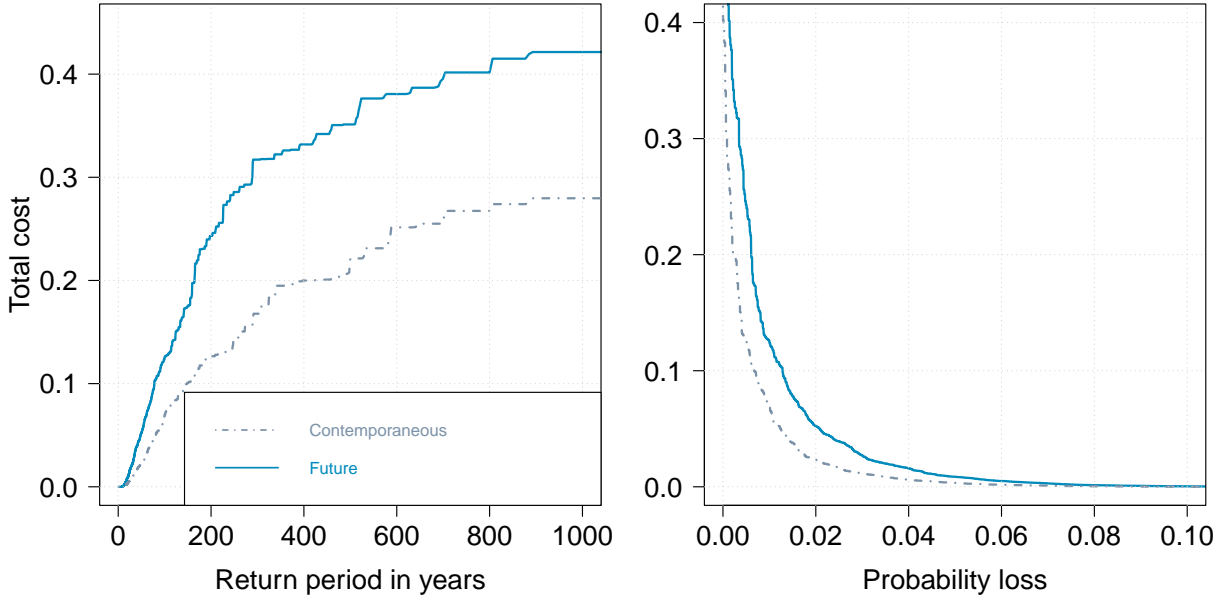 Total cost
0.4
0.3
0.2
0.1
0.0
Contemporaneous
Future
0 200 400 600 800 1000
Return period in years
0.4
0.3
0.2
0.1
0.0
0.00 0.02 0.04 0.06 0.08 0.10
Probability loss